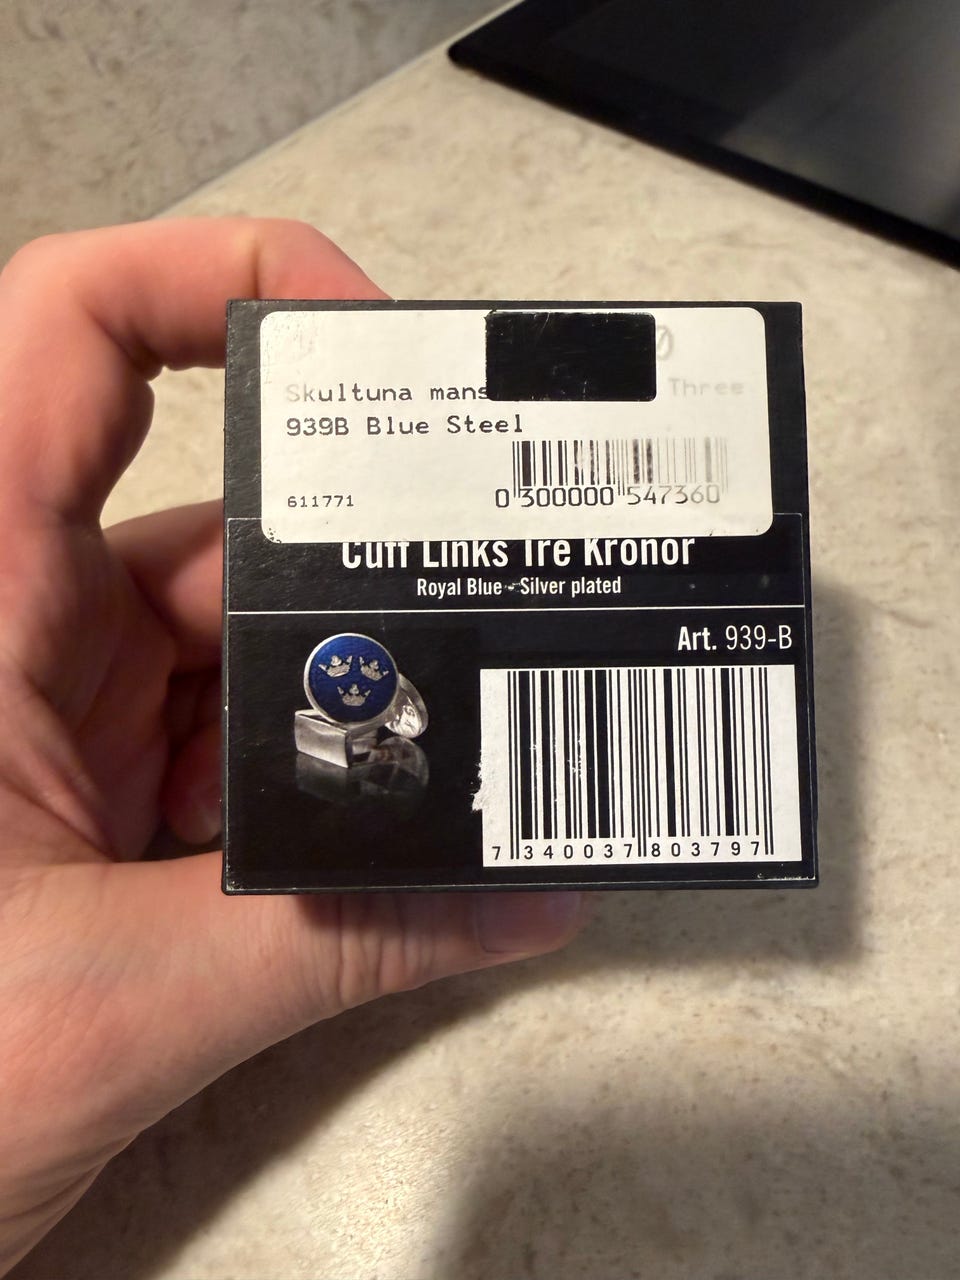 Skultuna mans Three
939B Blue Steel
611771
0 300000 547360
Cuff Links Tre Kronor
Royal Blue - Silver plated
Art. 939-B
7 340037 803797